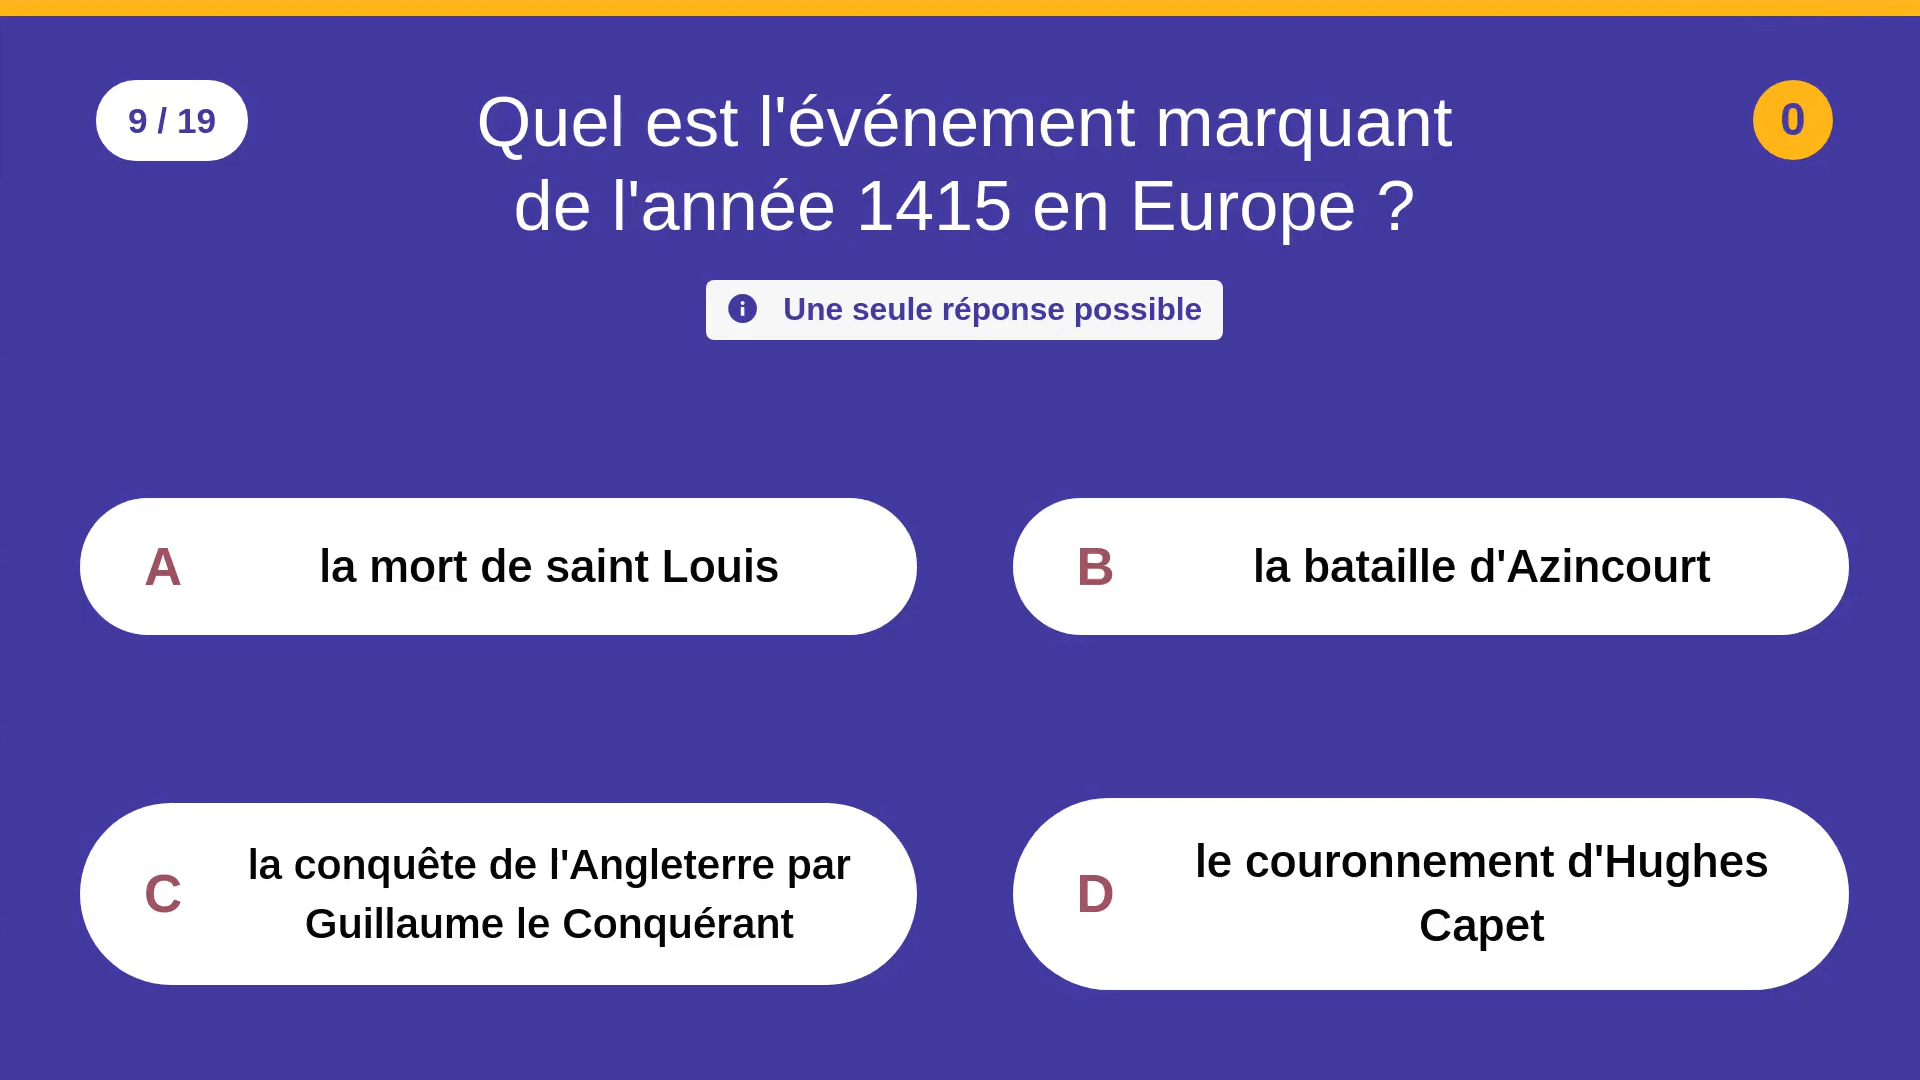 9 / 19
Quel est l'événement marquant
de l'année 1415 en Europe ?
0
Une seule réponse possible
A
la mort de saint Louis
B
la bataille d'Azincourt
C
la conquête de l'Angleterre par
Guillaume le Conquérant
D
le couronnement d'Hughes
Capet